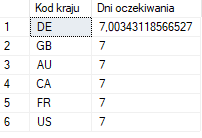 Kod kraju Dni oczekiwania
1 DE 7,00343118566527
2 GB 7
3 AU 7
4 CA 7
5 FR 7
6 US 7